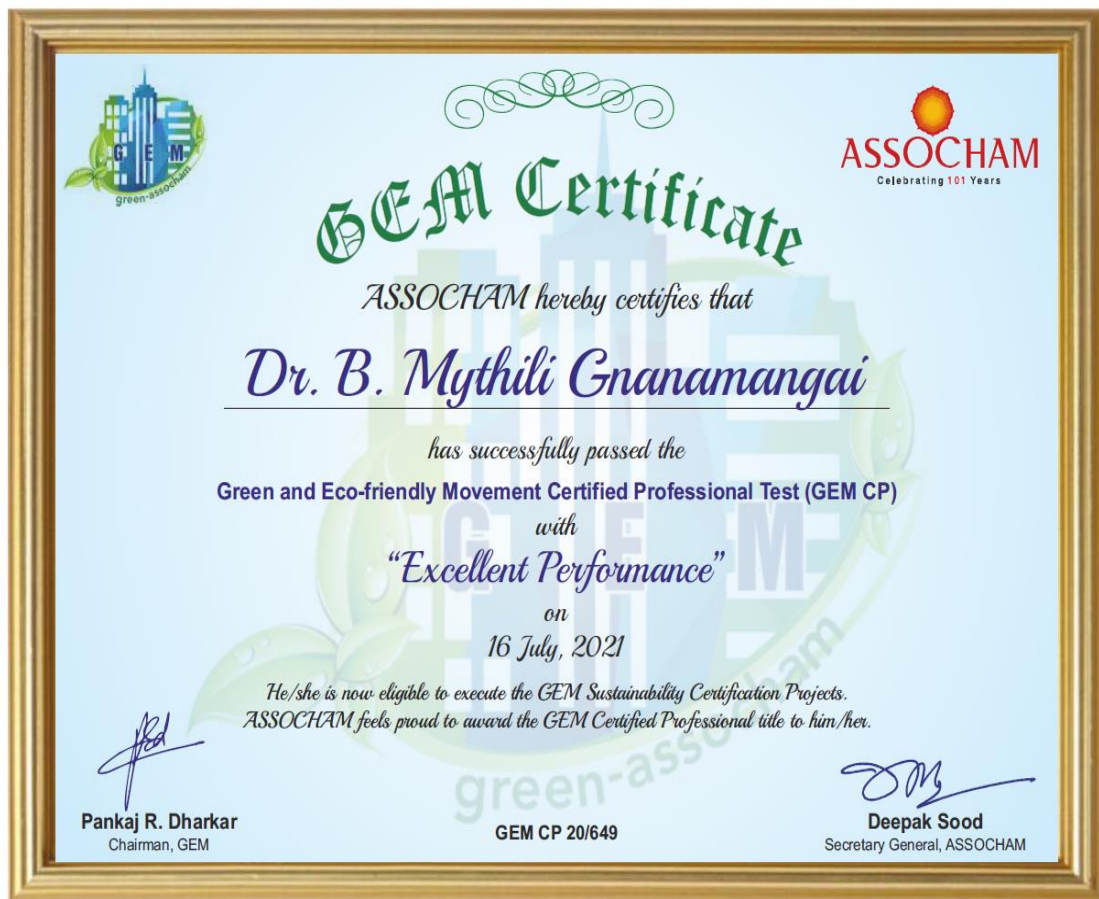 G E M
green-assocham
ASSOCHAM
Celebrating 101 Years
GEM Certificate
ASSOCHAM hereby certifies that
Dr. B. Mythili Gnanamangai
has successfully passed the
Green and Eco-friendly Movement Certified Professional Test (GEM CP)
with
“Excellent Performance”
on
16 July, 2021
He/she is now eligible to execute the GEM Sustainability Certification Projects.
ASSOCHAM feels proud to award the GEM Certified Professional title to him/her.
G E M
green-assocham
Pankaj R. Dharkar
Chairman, GEM
GEM CP 20/649
Deepak Sood
Secretary General, ASSOCHAM